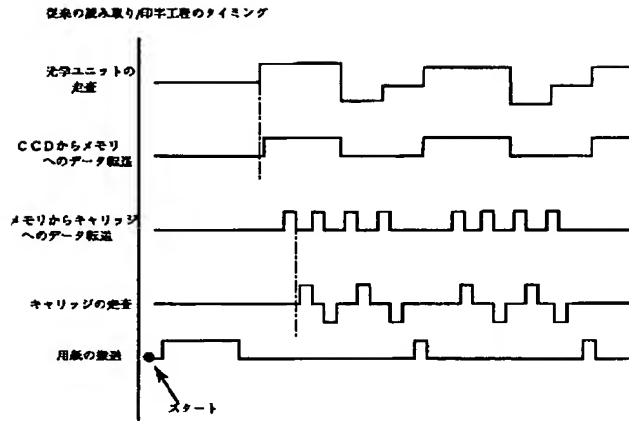 従来の読み取り/印字工程のタイミング
光学ユニットの
走査
CCDからメモリ
へのデータ転送
メモリからキャリッジ
へのデータ転送
キャリッジの走査
用紙の搬送
スタート